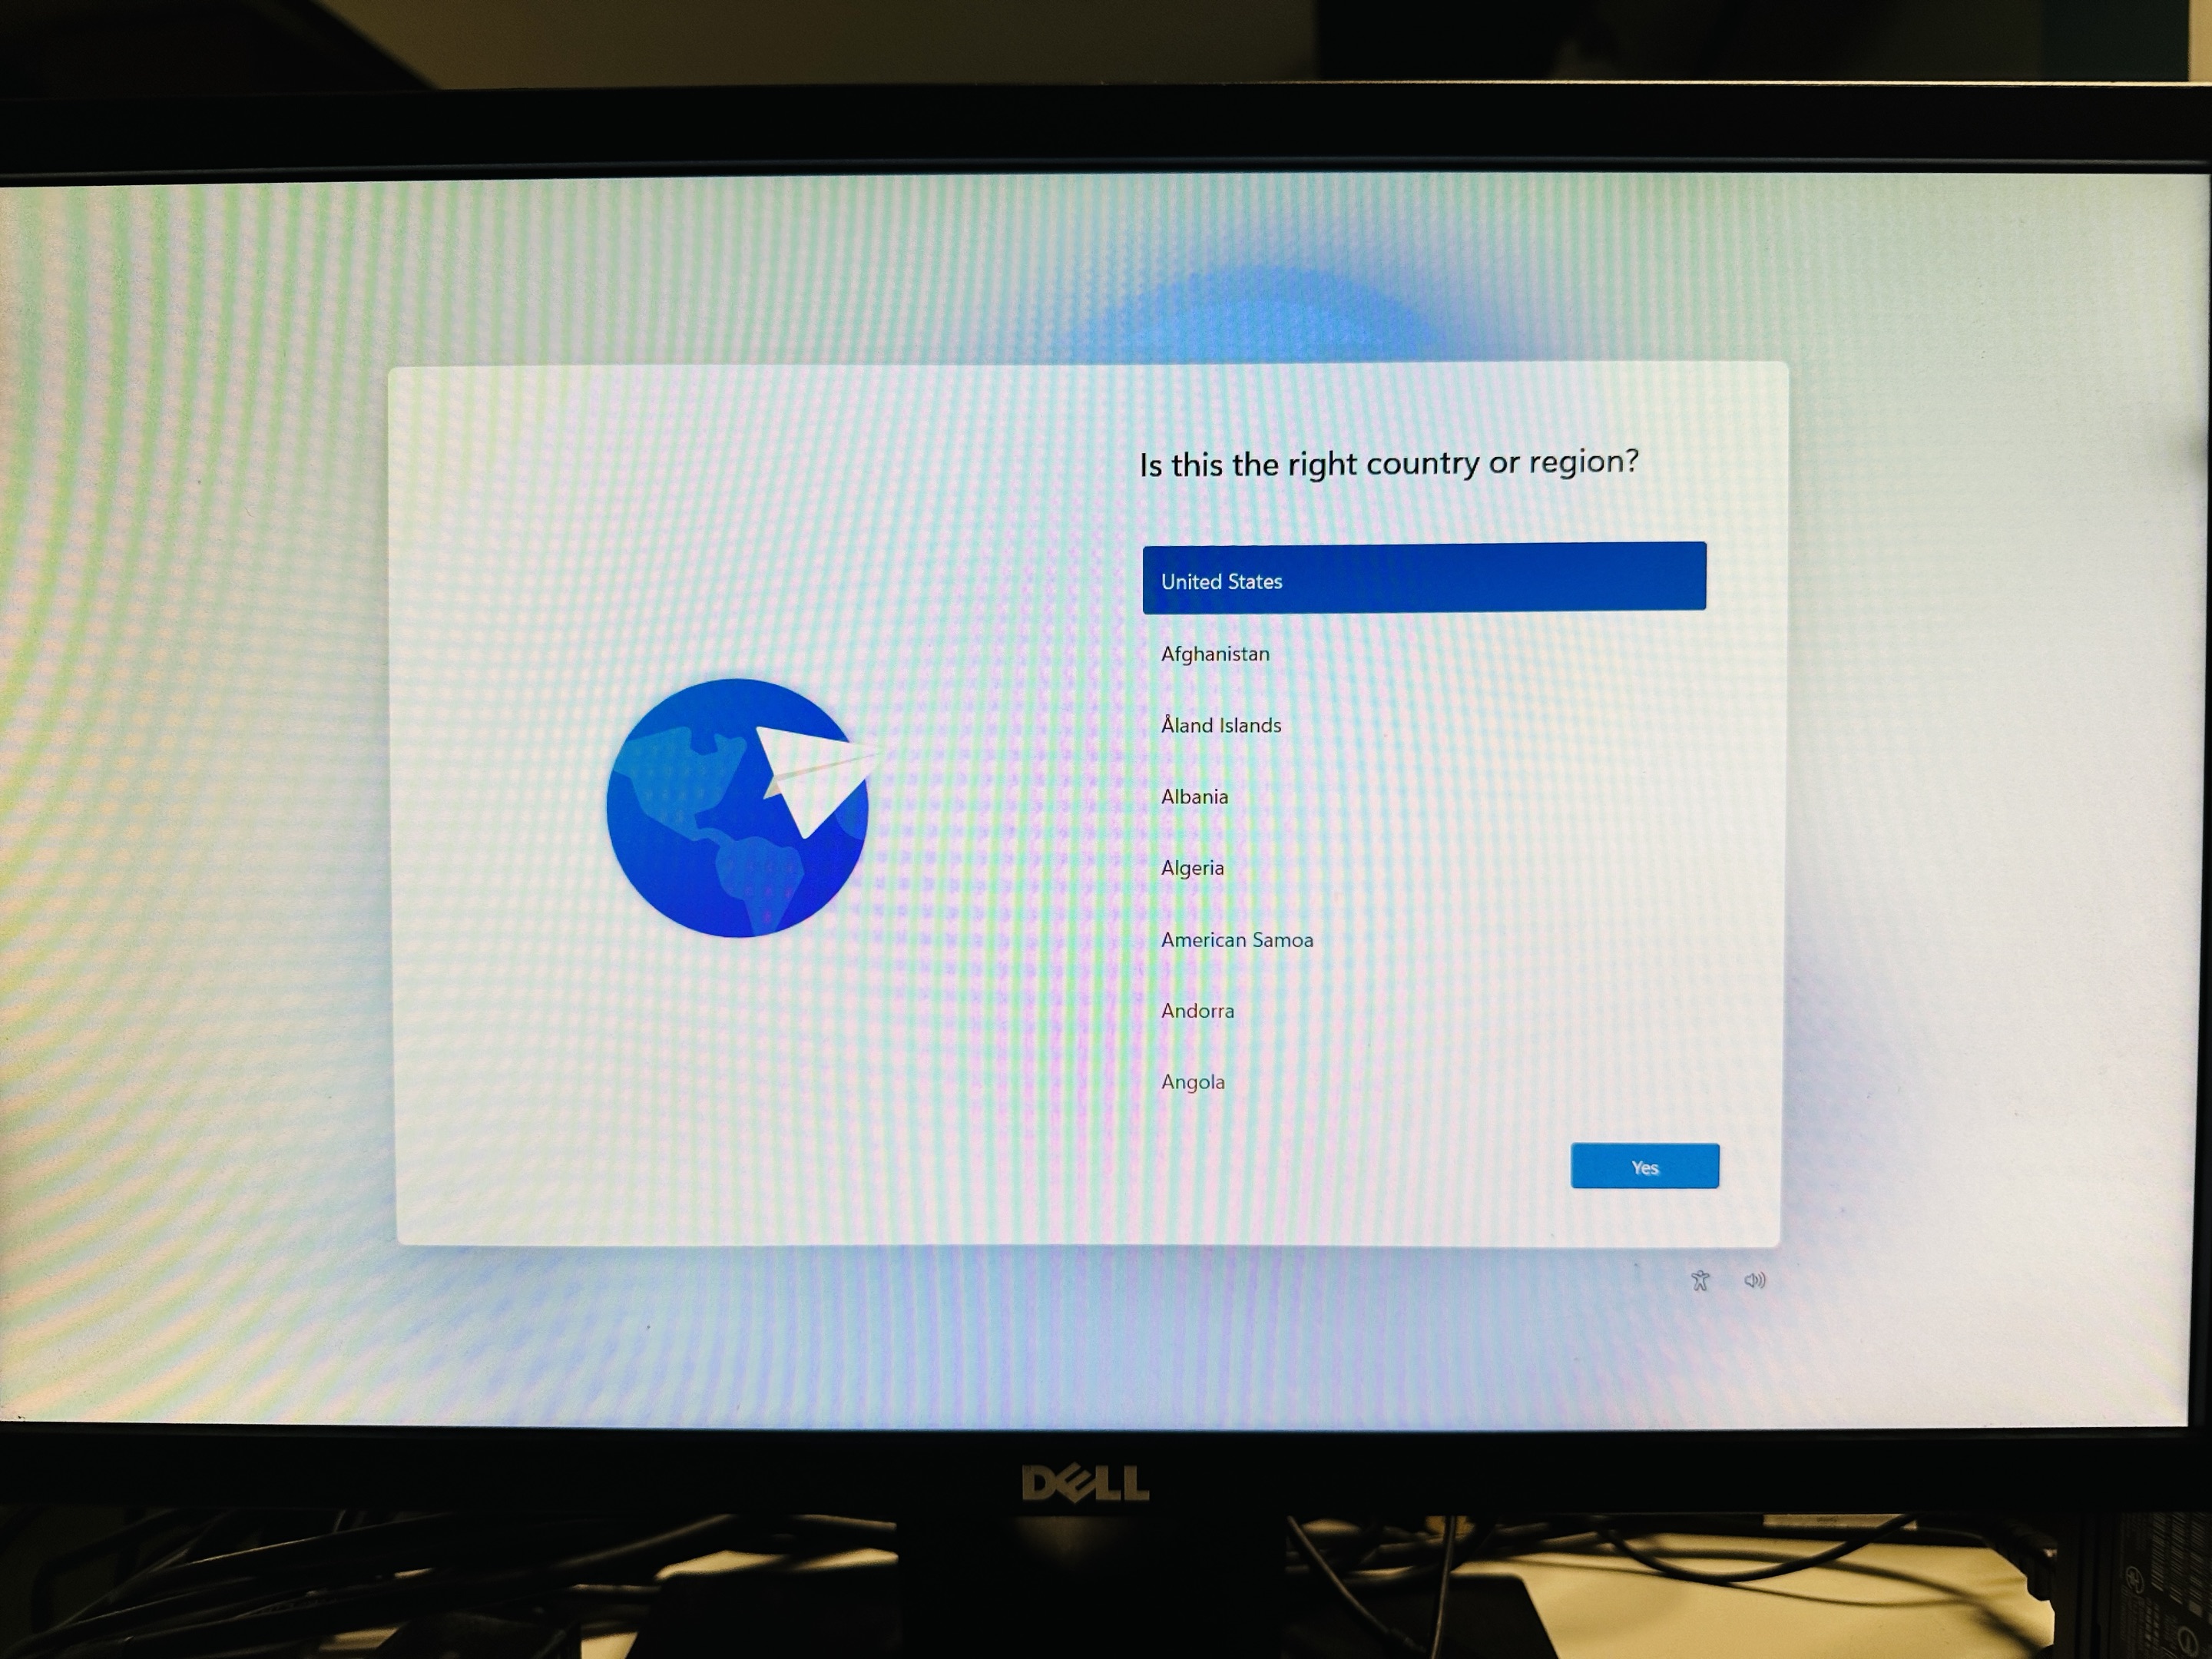 Is this the right country or region?
United States
Afghanistan
Åland Islands
Albania
Algeria
American Samoa
Andorra
Angola
Yes
DELL